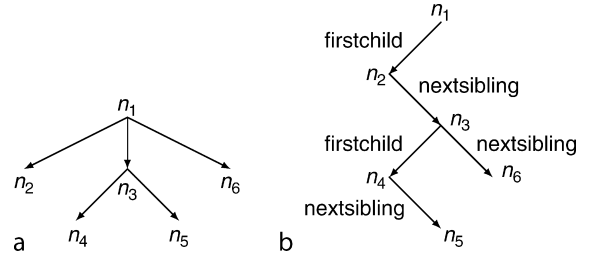 n1
n2
n3
n6
n4
n5
a
n1
firstchild
n2
nextsibling
n3
firstchild
nextsibling
n4
n6
nextsibling
n5
b